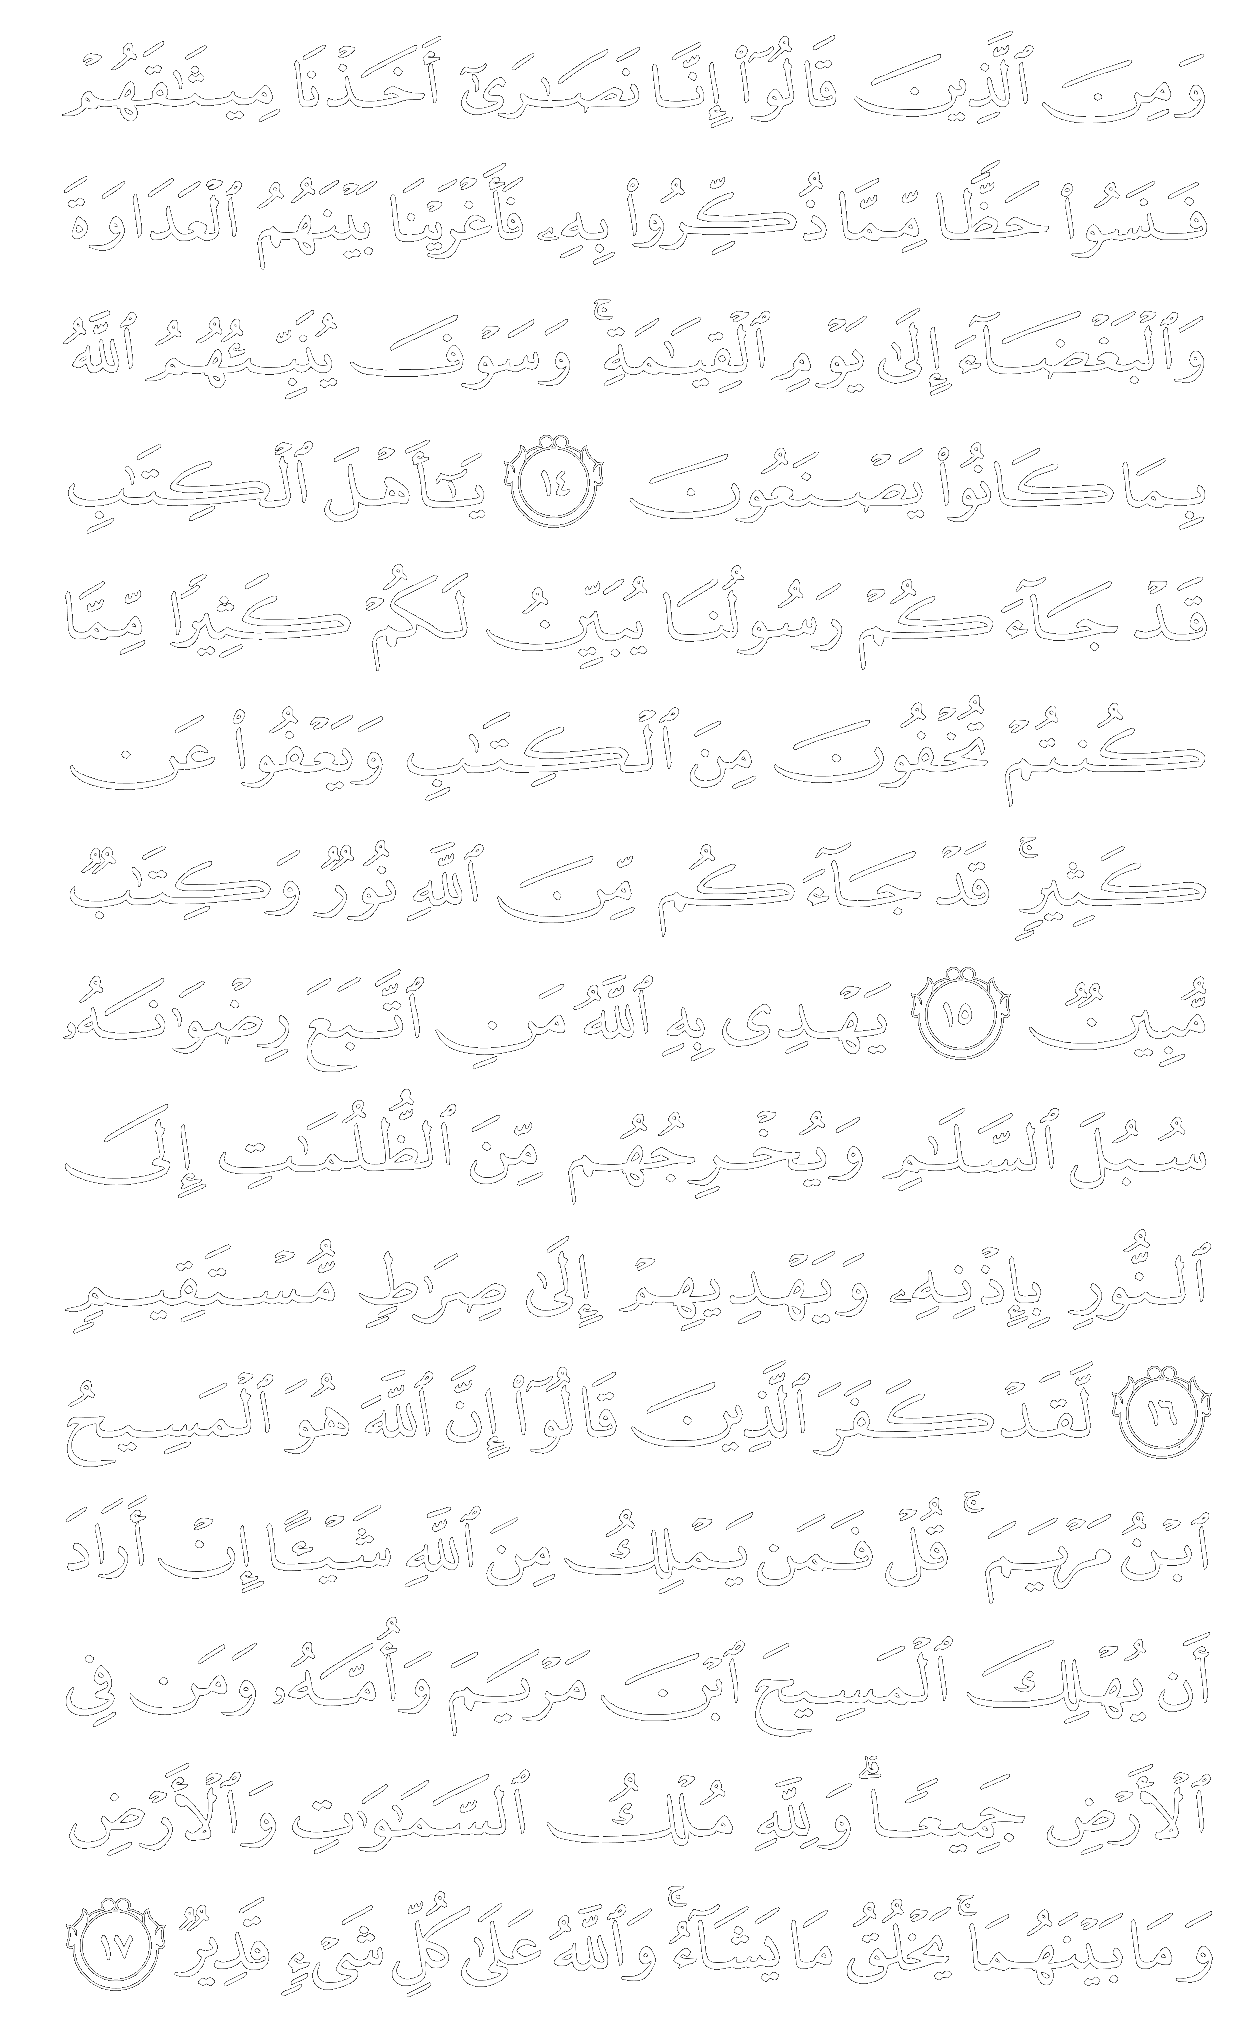 وَمِنَ ٱلَّذِينَ قَالُوٓا۟ إِنَّا نَصَـٰرَىٰٓ أَخَذْنَا مِيثَـٰقَهُمْ
فَنَسُوا۟ حَظًّا مِّمَّا ذُكِّرُوا۟ بِهِۦ فَأَغْرَيْنَا بَيْنَهُمُ ٱلْعَدَاوَةَ
وَٱلْبَغْضَآءَ إِلَىٰ يَوْمِ ٱلْقِيَـٰمَةِ ۚ وَسَوْفَ يُنَبِّئُهُمُ ٱللَّهُ
بِمَا كَانُوا۟ يَصْنَعُونَ ١٤ يَـٰٓأَهْلَ ٱلْكِتَـٰبِ
قَدْ جَآءَكُمْ رَسُولُنَا يُبَيِّنُ لَكُمْ كَثِيرًا مِّمَّا
كُنتُمْ تُخْفُونَ مِنَ ٱلْكِتَـٰبِ وَيَعْفُوا۟ عَن
كَثِيرٍ ۚ قَدْ جَآءَكُم مِّنَ ٱللَّهِ نُورٌ وَكِتَـٰبٌ
مُّبِينٌ ١٥ يَهْدِى بِهِ ٱللَّهُ مَنِ ٱتَّبَعَ رِضْوَٰنَهُۥ
سُبُلَ ٱلسَّلَـٰمِ وَيُخْرِجُهُم مِّنَ ٱلظُّلُمَـٰتِ إِلَى
ٱلنُّورِ بِإِذْنِهِۦ وَيَهْدِيهِمْ إِلَىٰ صِرَٰطٍ مُّسْتَقِيمٍ
١٦ لَّقَدْ كَفَرَ ٱلَّذِينَ قَالُوٓا۟ إِنَّ ٱللَّهَ هُوَ ٱلْمَسِيحُ
ٱبْنُ مَرْيَمَ ۚ قُلْ فَمَن يَمْلِكُ مِنَ ٱللَّهِ شَيْـًٔا إِنْ أَرَادَ
أَن يُهْلِكَ ٱلْمَسِيحَ ٱبْنَ مَرْيَمَ وَأُمَّهُۥ وَمَن فِى
ٱلْأَرْضِ جَمِيعًا ۗ وَلِلَّهِ مُلْكُ ٱلسَّمَـٰوَٰتِ وَٱلْأَرْضِ
وَمَا بَيْنَهُمَا ۚ يَخْلُقُ مَا يَشَآءُ ۚ وَٱللَّهُ عَلَىٰ كُلِّ شَىْءٍ قَدِيرٌ ١٧